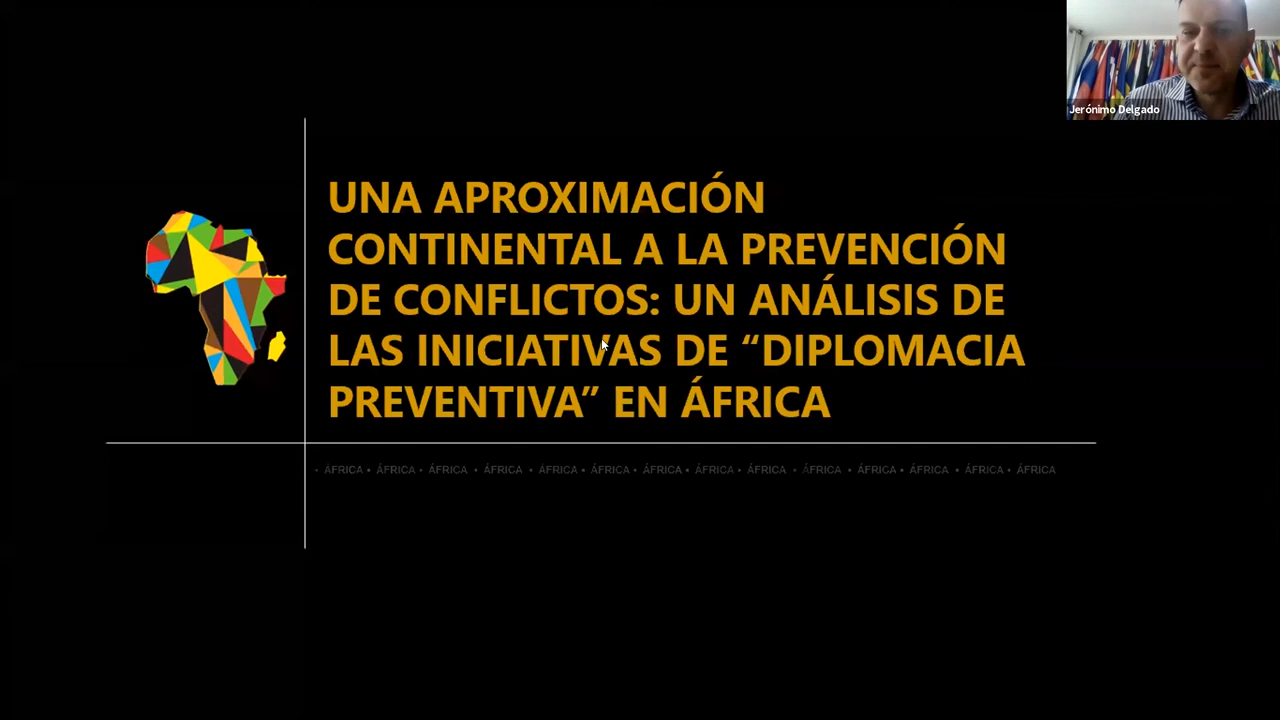 Jerónimo Delgado
UNA APROXIMACIÓN
CONTINENTAL A LA PREVENCIÓN
DE CONFLICTOS: UN ANÁLISIS DE
LAS INICIATIVAS DE “DIPLOMACIA
PREVENTIVA” EN ÁFRICA
• ÁFRICA • ÁFRICA • ÁFRICA • ÁFRICA • ÁFRICA • ÁFRICA • ÁFRICA • ÁFRICA • ÁFRICA • ÁFRICA • ÁFRICA • ÁFRICA • ÁFRICA • ÁFRICA